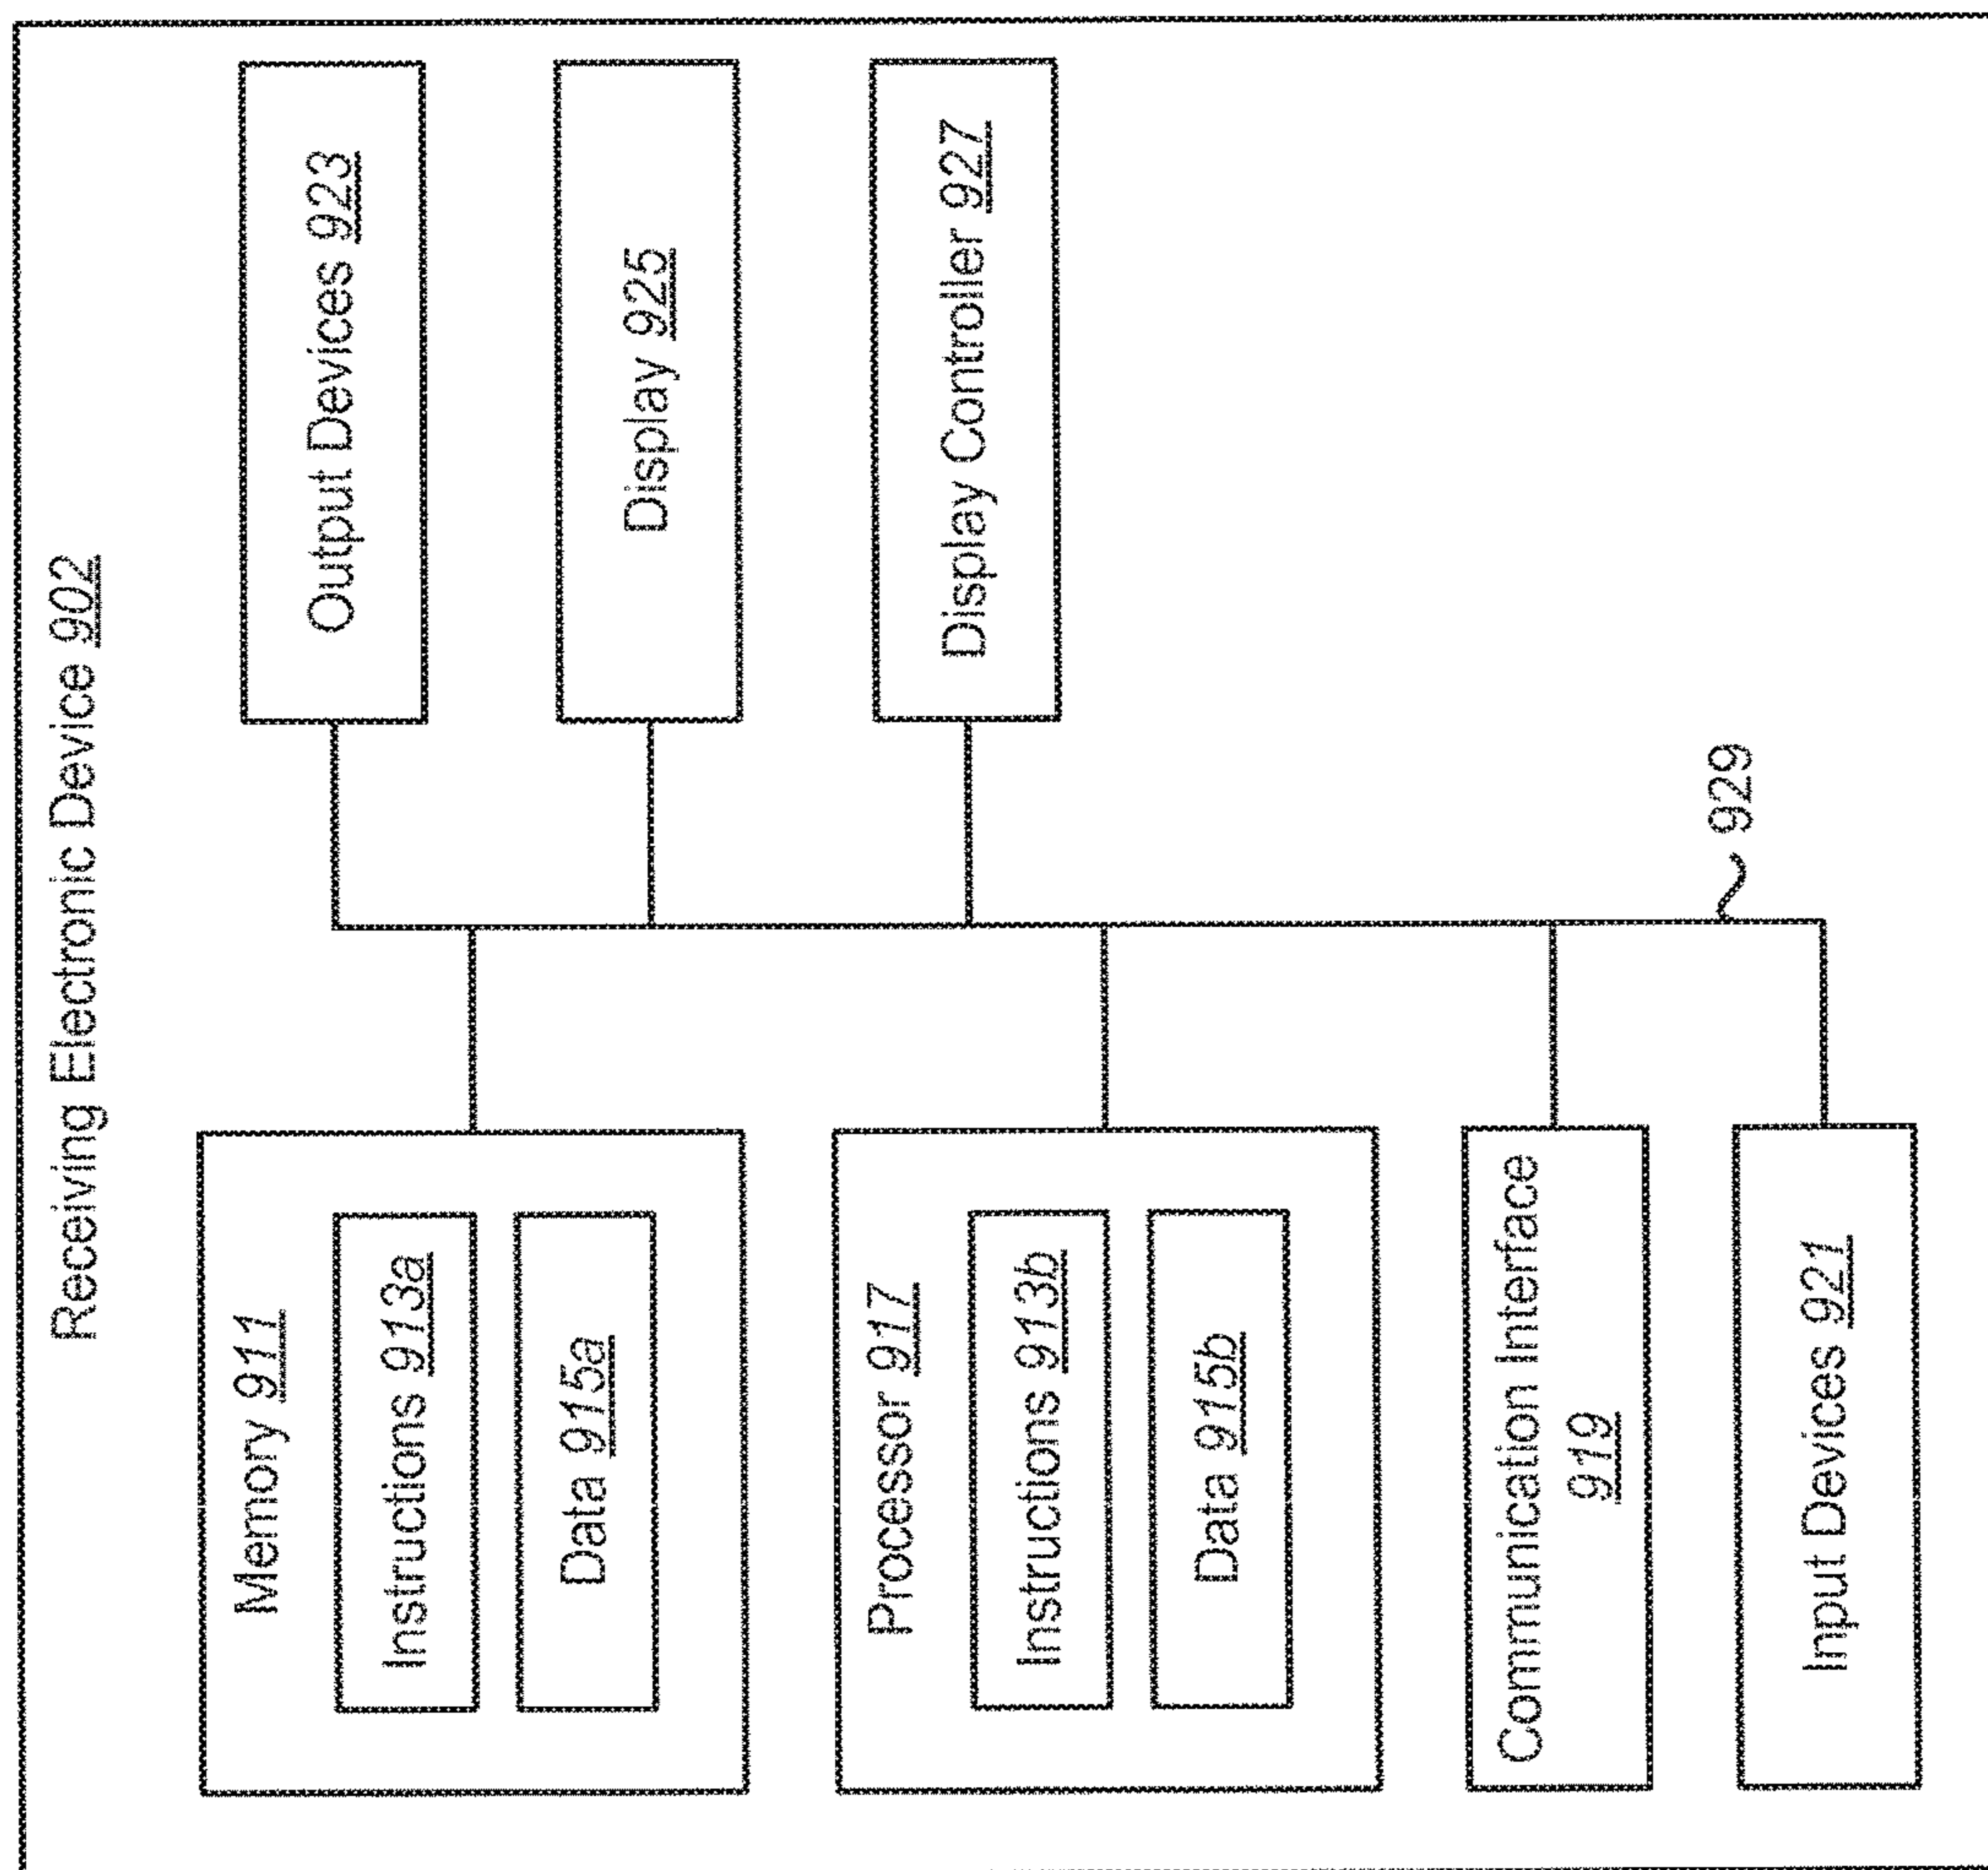 Receiving Electronic Device 902
Memory 911
Instructions 913a
Data 915a
Processor 917
Instructions 913b
Data 915b
Communication Interface
919
Input Devices 921
Output Devices 923
Display 925
Display Controller 927
929